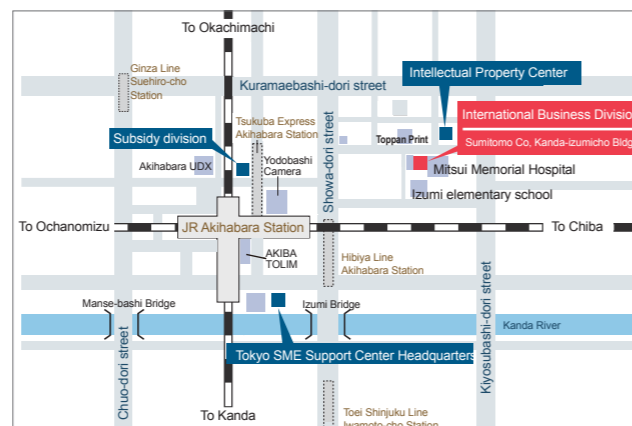 To Okachimachi
Ginza Line
Suehiro-cho
Station
Kuramaebashi-dori street
Intellectual Property Center
International Business Divisio
Sumitomo Co, Kanda-izumicho Bldg
Tsukuba Express
Akihabara Station
Subsidy division
Toppan Print
Showa-dori street
Akihabara UDX
Yodobashi
Camera
Mitsui Memorial Hospital
Izumi elementary school
To Ochanomizu
JR Akihabara Station
To Chiba
AKIBA
TOLIM
Hibiya Line
Akihabara Station
Manse-bashi Bridge
Izumi Bridge
Kanda River
Chuo-dori street
Kiyosubashi-dori street
Tokyo SME Support Center Headquarters
To Kanda
Toei Shinjuku Line
Iwamoto-cho Station